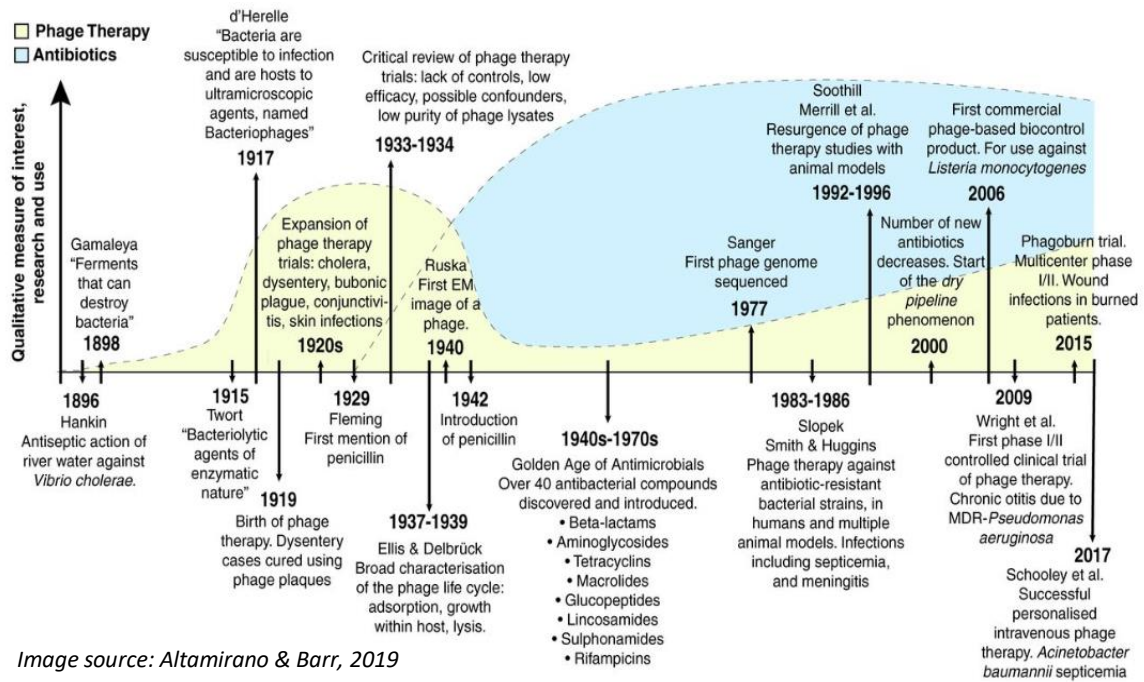 Phage Therapy
Antibiotics
Qualitative measure of interest,
research and use
1896
Hankin
Antiseptic action of
river water against
Vibrio cholerae.
Gamaleya
"Ferments
that can
destroy
bacteria"
1898
1915
Twort
"Bacteriolytic
agents of
enzymatic
nature"
d'Herelle
"Bacteria are
susceptible to infection
and are hosts to
ultramicroscopic
agents, named
Bacteriophages"
1917
1919
Birth of phage
therapy. Dysentery
cases cured using
phage plaques
Expansion of
phage therapy
trials: cholera,
dysentery, bubonic
plague, conjunctivi-
tis, skin infections
1920s
1929
Fleming
First mention of
penicillin
Critical review of phage therapy
trials: lack of controls, low
efficacy, possible confounders,
low purity of phage lysates
1933-1934
1937-1939
Ellis & Delbrück
Broad characterisation
of the phage life cycle:
adsorption, growth
within host, lysis.
Ruska
First EM
image of a
phage.
1940
1942
Introduction
of penicillin
1940s-1970s
Golden Age of Antimicrobials
Over 40 antibacterial compounds
discovered and introduced.
• Beta-lactams
• Aminoglycosides
• Tetracyclins
• Macrolides
• Glucopeptides
• Lincosamides
• Sulphonamides
• Rifampicins
Sanger
First phage genome
sequenced
1977
1983-1986
Slopek
Smith & Huggins
Phage therapy against
antibiotic-resistant
bacterial strains, in
humans and multiple
animal models. Infections
including septicemia,
and meningitis
Soothill
Merrill et al.
Resurgence of phage
therapy studies with
animal models
1992-1996
Number of new
antibiotics
decreases. Start
of the dry
pipeline
phenomenon
2000
First commercial
phage-based biocontrol
product. For use against
Listeria monocytogenes
2006
2009
Wright et al.
First phase I/II
controlled clinical trial
of phage therapy.
Chronic otitis due to
MDR-Pseudomonas
aeruginosa
Phagoburn trial.
Multicenter phase
I/II. Wound
infections in burned
patients.
2015
2017
Schooley et al.
Successful
personalised
intravenous phage
therapy. Acinetobacter
baumannii septicemia
Image source: Altamirano & Barr, 2019